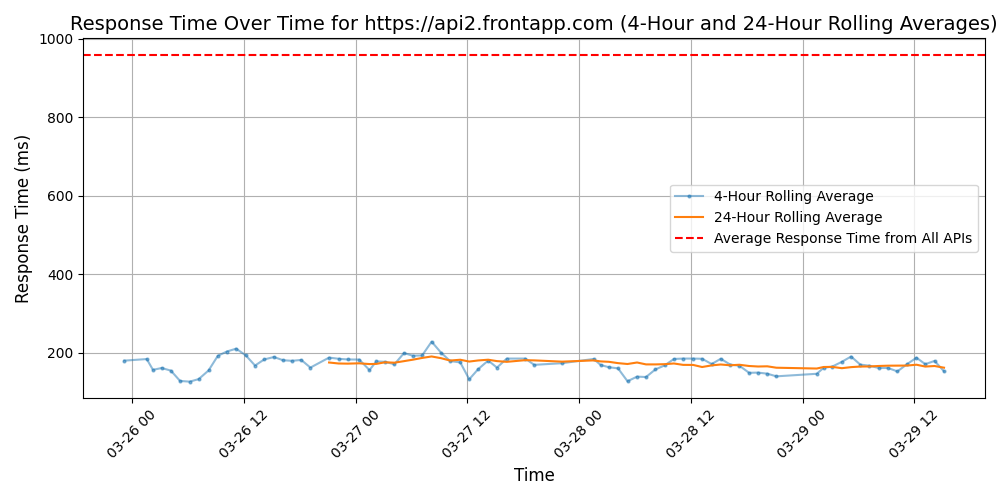 Response Time Over Time for https://api2.frontapp.com (4-Hour and 24-Hour Rolling Averages)
Response Time (ms)
1000
800
600
400
200
4-Hour Rolling Average
24-Hour Rolling Average
Average Response Time from All APIs
03-26 00
03-26 12
03-27 00
03-27 12
03-28 00
03-28 12
03-29 00
03-29 12
Time